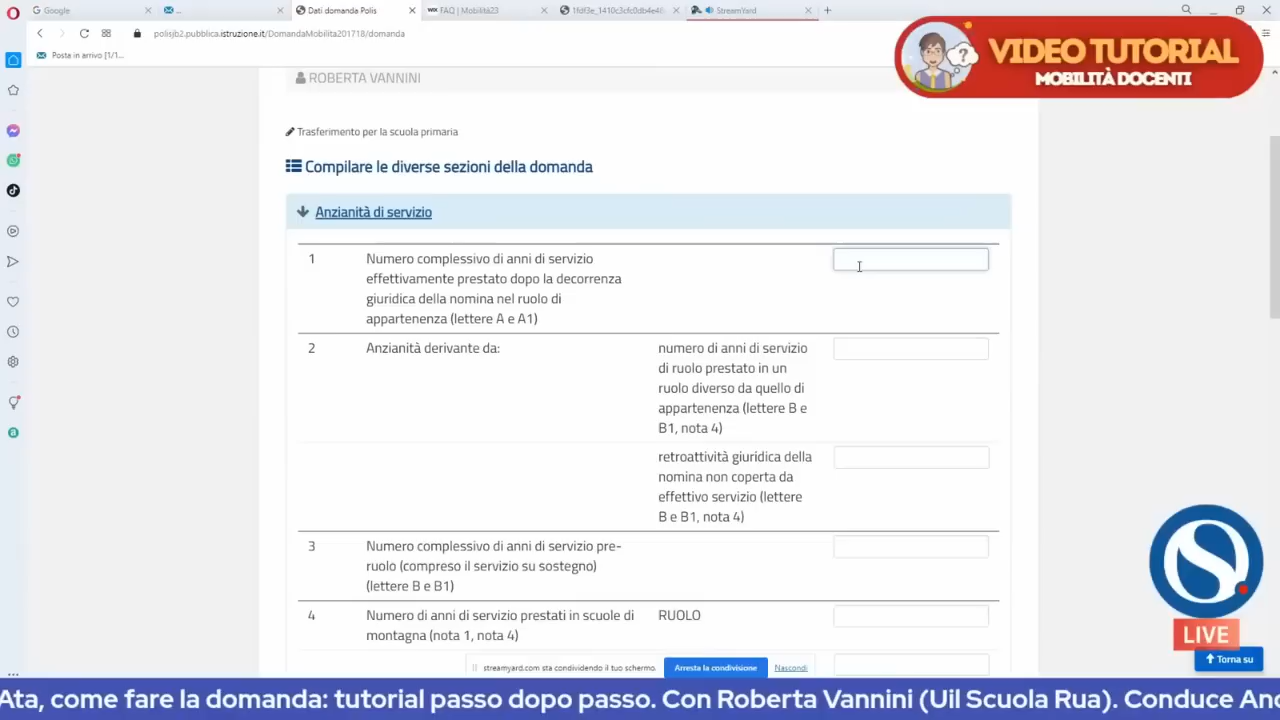 Google
Dati domanda Polis
WIX FAQ | Mobilità23
StreamYard
polisjb2.pubblica.istruzione.it/DomandaMobilita201718/domanda
Posta in arrivo [1/1...
VIDEO TUTORIAL
MOBILITÀ DOCENTI
ROBERTA VANNINI
Trasferimento per la scuola primaria
Compilare le diverse sezioni della domanda
Anzianità di servizio
1
Numero complessivo di anni di servizio
effettivamente prestato dopo la decorrenza
giuridica della nomina nel ruolo di
appartenenza (lettere A e A1)
2
Anzianità derivante da:
numero di anni di servizio
di ruolo prestato in un
ruolo diverso da quello di
appartenenza (lettere B e
B1, nota 4)
retroattività giuridica della
nomina non coperta da
effettivo servizio (lettere
B e B1, nota 4)
3
Numero complessivo di anni di servizio pre-
ruolo (compreso il servizio su sostegno)
(lettere B e B1)
4
Numero di anni di servizio prestati in scuole di
montagna (nota 1, nota 4)
RUOLO
streamyard.com sta condividendo il tuo schermo.
Arresta la condivisione
Nascondi
S
LIVE
Torna su
Ata, come fare la domanda: tutorial passo dopo passo. Con Roberta Vannini (Uil Scuola Rua). Conduce And